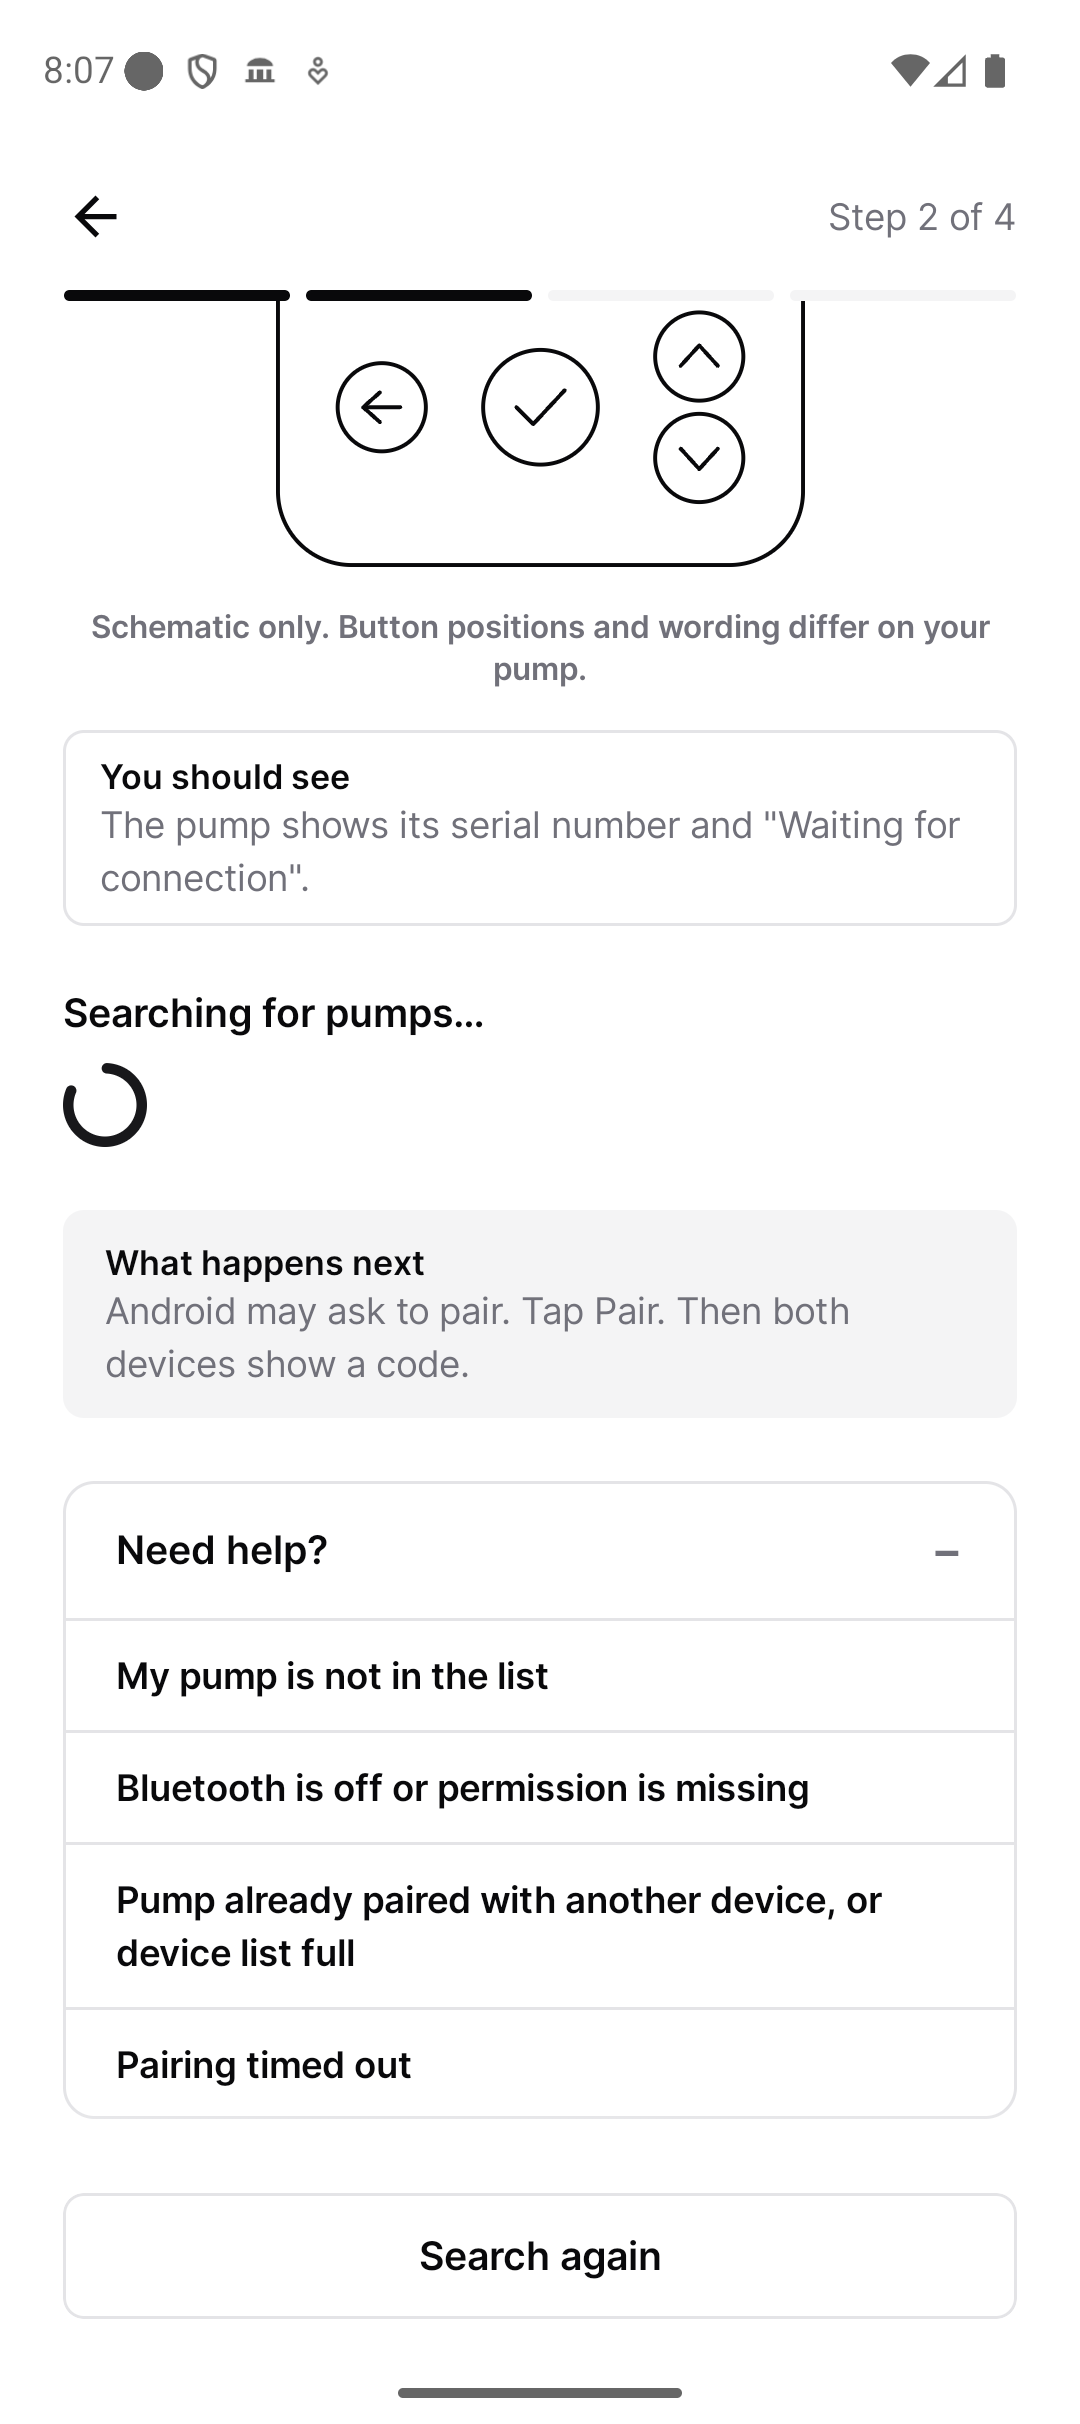 8:07
Step 2 of 4
Schematic only. Button positions and wording differ on your
pump.
You should see
The pump shows its serial number and "Waiting for
connection".
Searching for pumps...
What happens next
Android may ask to pair. Tap Pair. Then both
devices show a code.
Need help?
My pump is not in the list
Bluetooth is off or permission is missing
Pump already paired with another device, or
device list full
Pairing timed out
Search again